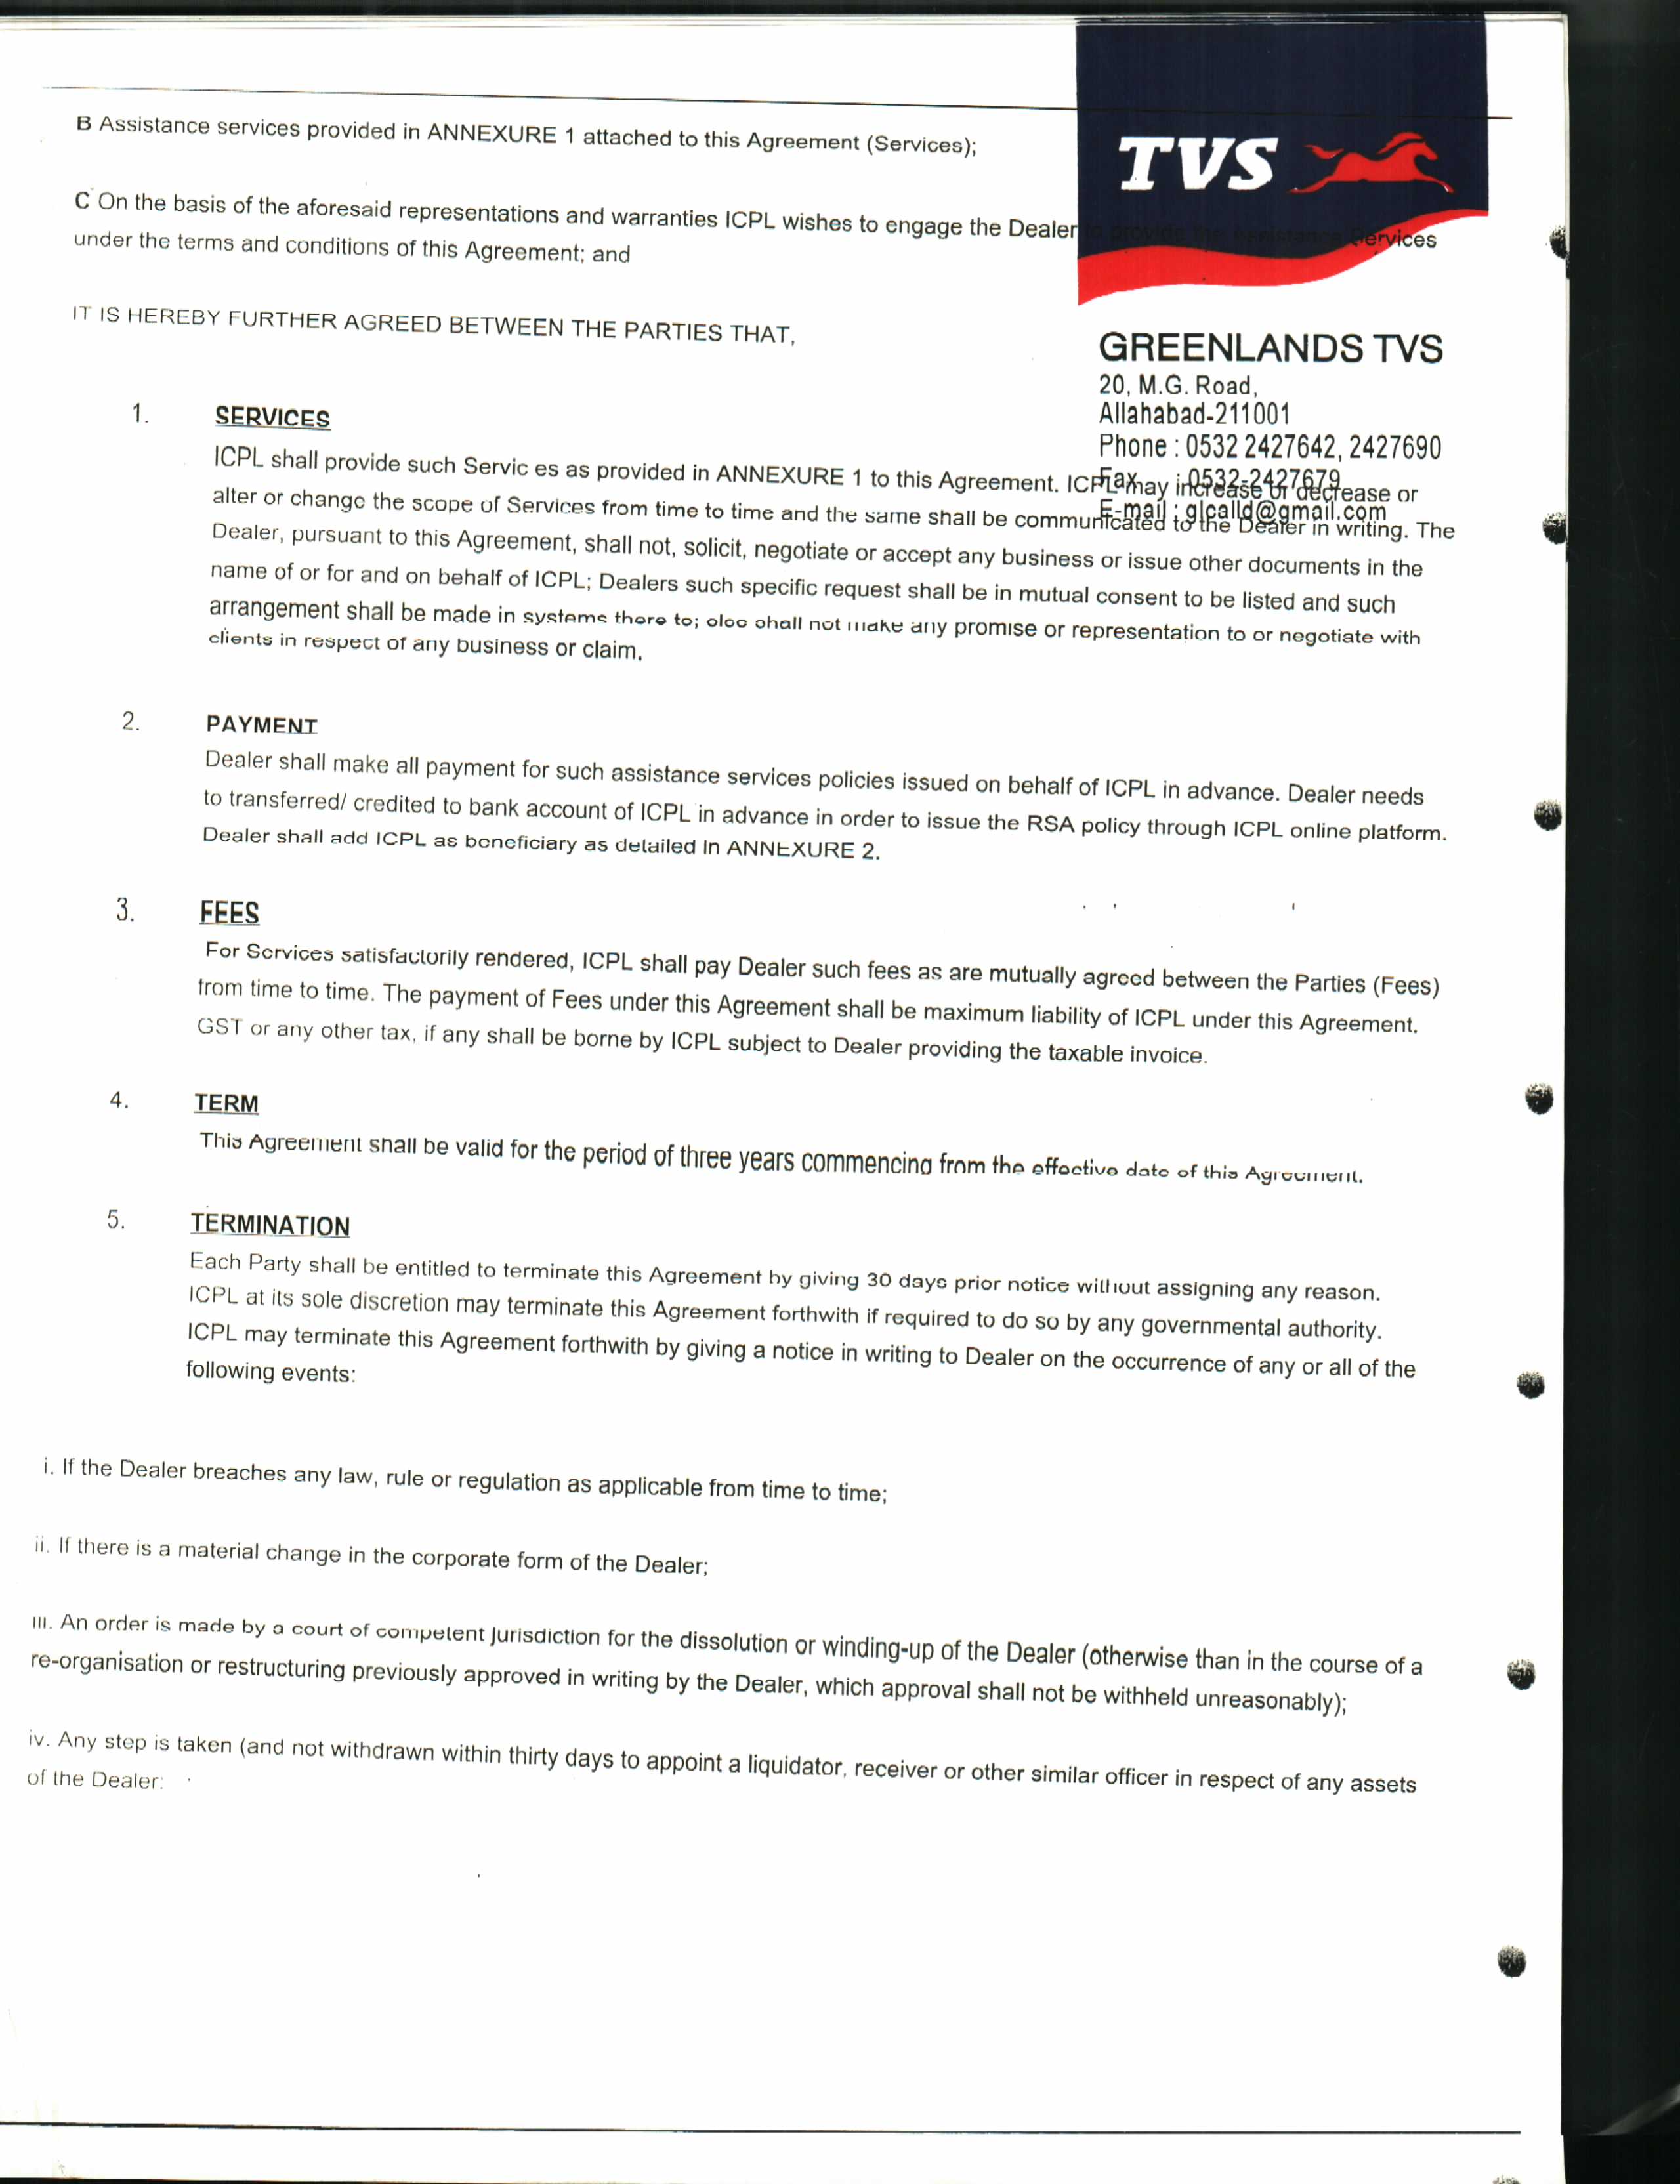 B Assistance services provided in ANNEXURE 1 attached to this Agreement (Services);
TVS
C On the basis of the aforesaid representations and warranties ICPL wishes to engage the Dealer to provide the Assistance Services
under the terms and conditions of this Agreement; and
IT IS HEREBY FURTHER AGREED BETWEEN THE PARTIES THAT,
GREENLANDS TVS
20, M.G. Road,
Allahabad-211001
Phone : 0532 2427642, 2427690
Fax : 0532-2427679
E-mail : glcalld@gmail.com
1. SERVICES
ICPL shall provide such Servic es as provided in ANNEXURE 1 to this Agreement. ICPL may increase or decrease or
alter or change the scope of Services from time to time and the same shall be communicated to the Dealer in writing. The
Dealer, pursuant to this Agreement, shall not, solicit, negotiate or accept any business or issue other documents in the
name of or for and on behalf of ICPL; Dealers such specific request shall be in mutual consent to be listed and such
arrangement shall be made in systems there to; also shall not make any promise or representation to or negotiate with
clients in respect of any business or claim.
2. PAYMENT
Dealer shall make all payment for such assistance services policies issued on behalf of ICPL in advance. Dealer needs
to transferred/ credited to bank account of ICPL in advance in order to issue the RSA policy through ICPL online platform.
Dealer shall add ICPL as beneficiary as detailed in ANNEXURE 2.
3. FEES
For Services satisfactorily rendered, ICPL shall pay Dealer such fees as are mutually agreed between the Parties (Fees)
from time to time. The payment of Fees under this Agreement shall be maximum liability of ICPL under this Agreement.
GST or any other tax, if any shall be borne by ICPL subject to Dealer providing the taxable invoice.
4. TERM
This Agreement shall be valid for the period of three years commencing from the effective date of this Agreement.
5. TERMINATION
Each Party shall be entitled to terminate this Agreement by giving 30 days prior notice without assigning any reason.
ICPL at its sole discretion may terminate this Agreement forthwith if required to do so by any governmental authority.
ICPL may terminate this Agreement forthwith by giving a notice in writing to Dealer on the occurrence of any or all of the
following events:
i. If the Dealer breaches any law, rule or regulation as applicable from time to time;
ii. If there is a material change in the corporate form of the Dealer;
iii. An order is made by a court of competent jurisdiction for the dissolution or winding-up of the Dealer (otherwise than in the course of a
re-organisation or restructuring previously approved in writing by the Dealer, which approval shall not be withheld unreasonably);
iv. Any step is taken (and not withdrawn within thirty days to appoint a liquidator, receiver or other similar officer in respect of any assets
of the Dealer: